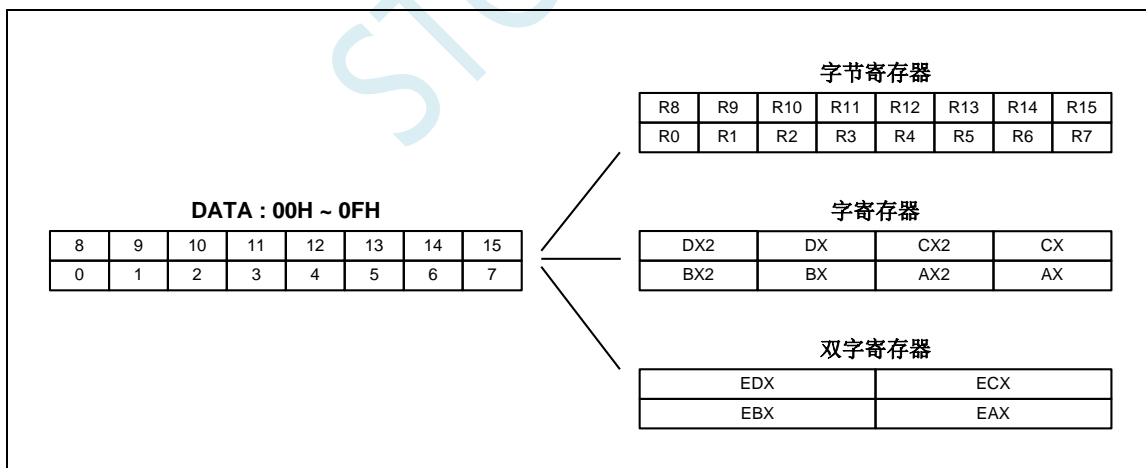 字节寄存器
R8 R9 R10 R11 R12 R13 R14 R15
R0 R1 R2 R3 R4 R5 R6 R7
DATA : 00H ~ 0FH
8 9 10 11 12 13 14 15
0 1 2 3 4 5 6 7
字寄存器
DX2 DX CX2 CX
BX2 BX AX2 AX
双字寄存器
EDX ECX
EBX EAX